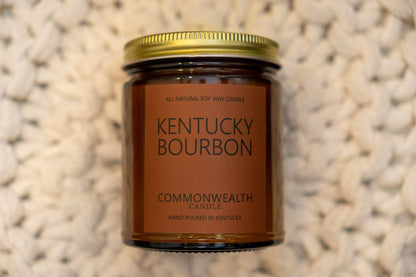 ALL NATURAL SOY WAX CANDLE
KENTUCKY
BOURBON
COMMONWEALTH
CANDLE
HAND POURED IN KENTUCKY